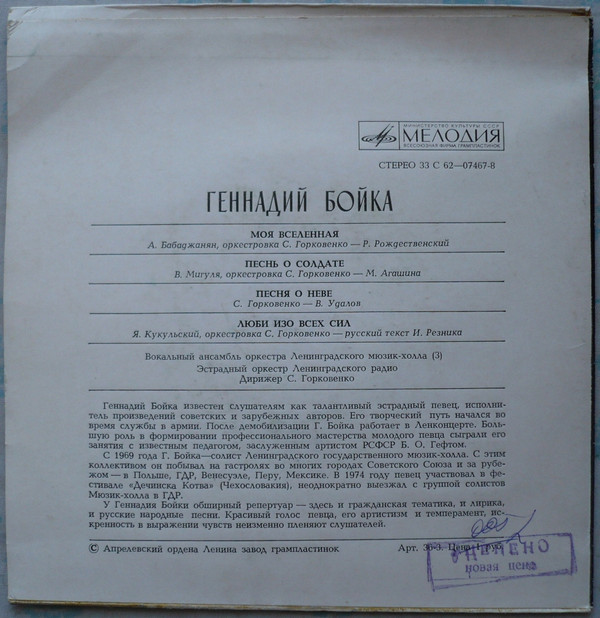 МИНИСТЕРСТВО КУЛЬТУРЫ СССР
МЕЛОДИЯ
ВСЕСОЮЗНАЯ ФИРМА ГРАМПЛАСТИНОК
СТЕРЕО 33 С 62—07467-8
ГЕННАДИЙ БОЙКА
МОЯ ВСЕЛЕННАЯ
А. Бабаджанян, оркестровка С. Горковенко — Р. Рождественский
ПЕСНЬ О СОЛДАТЕ
В. Мигуля, оркестровка С. Горковенко — М. Агашина
ПЕСНЯ О НЕВЕ
С. Горковенко — В. Удалов
ЛЮБИ ИЗО ВСЕХ СИЛ
Я. Кукульский, оркестровка С. Горковенко — русский текст И. Резника
Вокальный ансамбль оркестра Ленинградского мюзик-холла (3)
Эстрадный оркестр Ленинградского радио
Дирижер С. Горковенко
Геннадий Бойка известен слушателям как талантливый эстрадный певец, исполни-
тель произведений советских и зарубежных авторов. Его творческий путь начался во
время службы в армии. После демобилизации Г. Бойка работает в Ленконцерте. Боль-
шую роль в формировании профессионального мастерства молодого певца сыграли его
занятия с известным педагогом, заслуженным артистом РСФСР Б. О. Гефтом.
С 1969 года Г. Бойка—солист Ленинградского государственного мюзик-холла. С этим
коллективом он побывал на гастролях во многих городах Советского Союза и за рубе-
жом — в Польше, ГДР, Венесуэле, Перу, Мексике. В 1974 году певец участвовал в фе-
стивале «Дечинска Котва» (Чехословакия), неоднократно выезжал с группой солистов
Мюзик-холла в ГДР.
У Геннадия Бойки обширный репертуар — здесь и гражданская тематика, и лирика,
и русские народные песни. Красивый голос певца, его артистизм и темперамент, ис-
кренность в выражении чувств неизменно пленяют слушателей.
© Апрелевский ордена Ленина завод грампластинок
Арт. 36-3. Цена 1 руб.
УЦЕНЕНО
новая цена